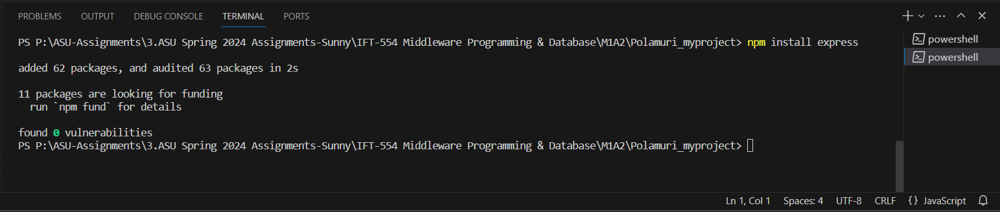 PROBLEMS OUTPUT DEBUG CONSOLE TERMINAL PORTS
PS P:\ASU-Assignments\3.ASU Spring 2024 Assignments-Sunny\IFT-554 Middleware Programming & Database\M1A2\Polamuri_myproject> npm install express
powershell
powershell
added 62 packages, and audited 63 packages in 2s
11 packages are looking for funding
  run `npm fund` for details
found 0 vulnerabilities
PS P:\ASU-Assignments\3.ASU Spring 2024 Assignments-Sunny\IFT-554 Middleware Programming & Database\M1A2\Polamuri_myproject>
Ln 1, Col 1 Spaces: 4 UTF-8 CRLF {} JavaScript